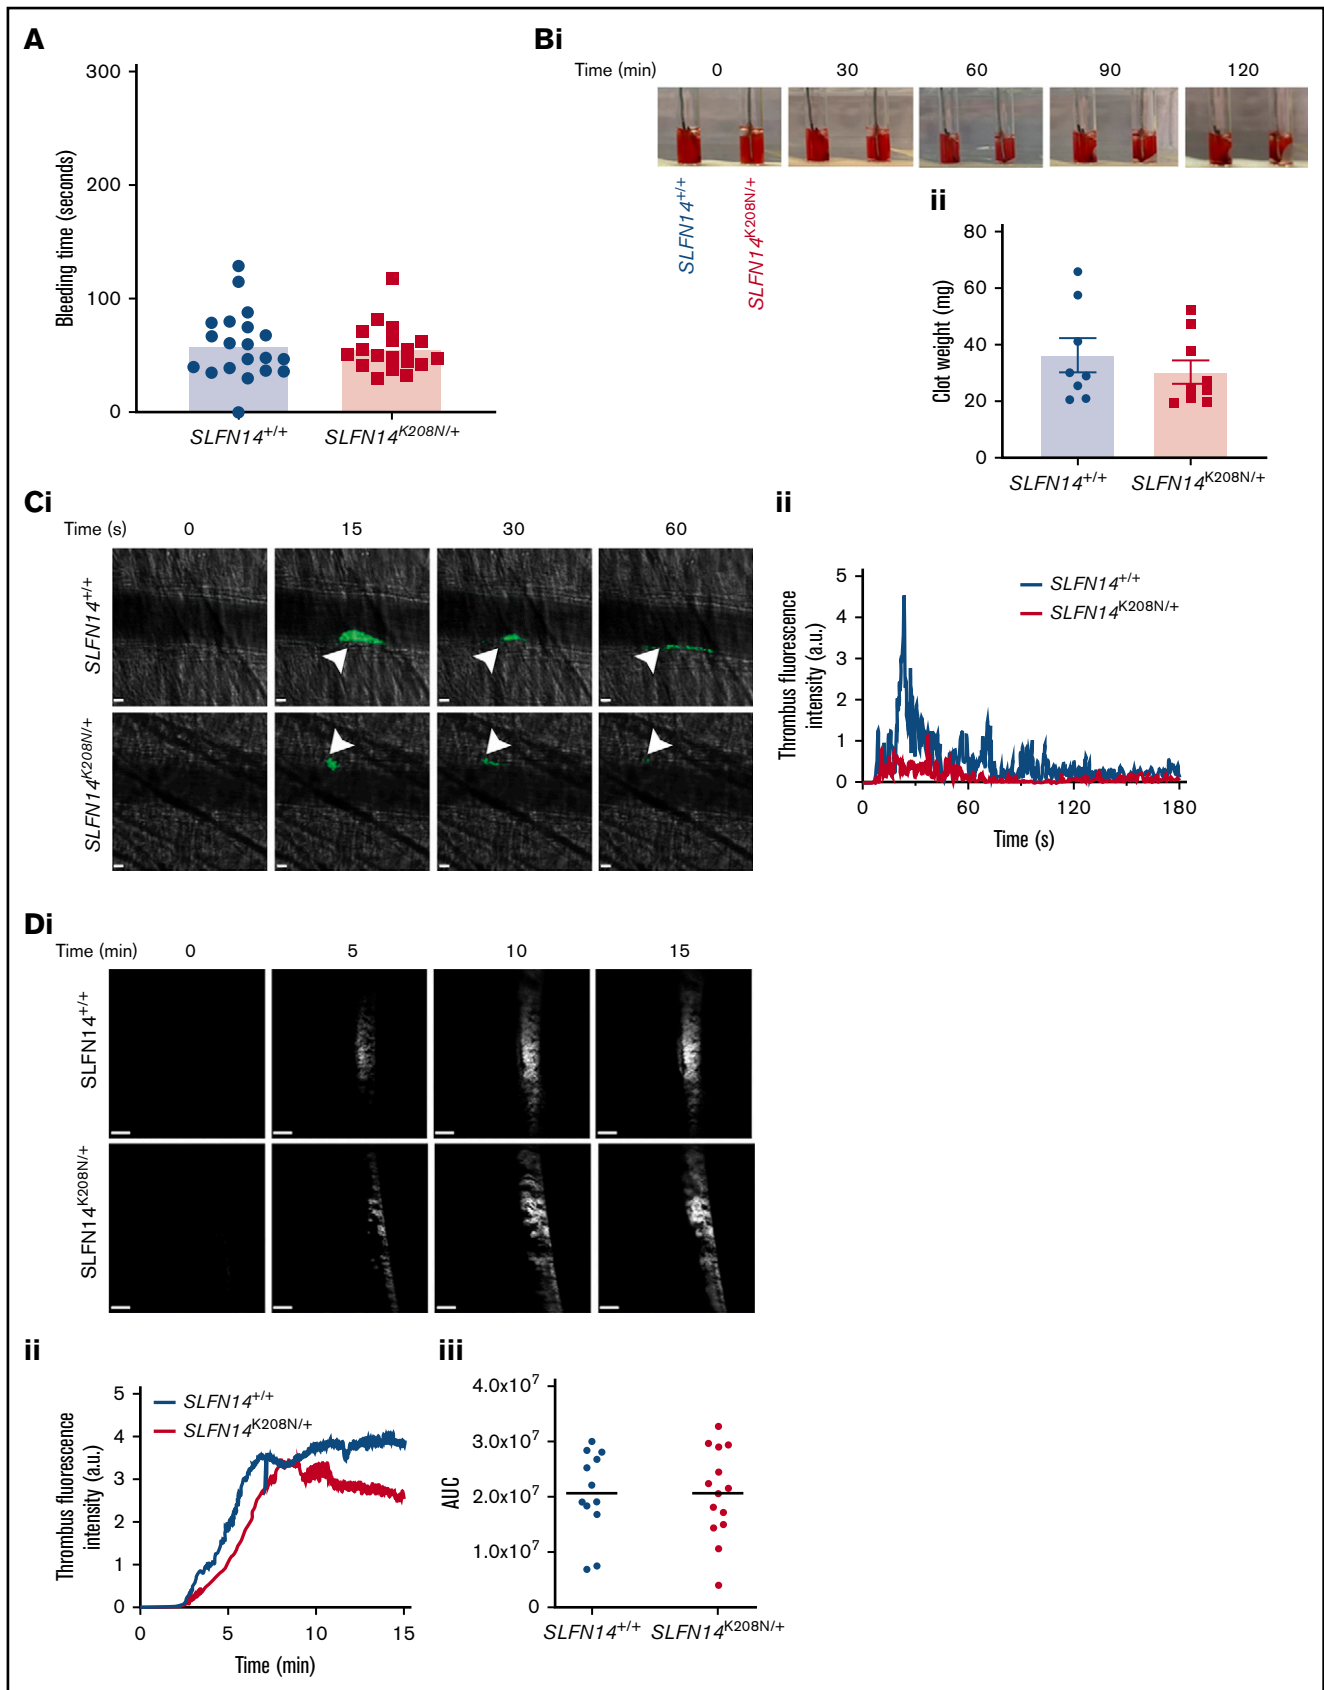 A
Bleeding time (seconds)
300
200
100
0
SLFN14+/+
SLFN14K208N/+
Bi
Time (min)
0
30
60
90
120
SLFN14+/+
SLFN14K208N/+
ii
Clot weight (mg)
80
60
40
20
0
SLFN14+/+
SLFN14K208N/+
Ci
Time (s)
0
15
30
60
SLFN14+/+
SLFN14K208N/+
ii
Thrombus fluorescence
intensity (a.u.)
5
4
3
2
1
0
SLFN14+/+
SLFN14K208N/+
0
60
120
180
Time (s)
Di
Time (min)
0
5
10
15
SLFN14+/+
SLFN14K208N/+
ii
Thrombus fluorescence
intensity (a.u.)
5
4
3
2
1
0
SLFN14+/+
SLFN14K208N/+
0
5
10
15
Time (min)
iii
AUC
4.0x10⁷
3.0x10⁷
2.0x10⁷
1.0x10⁷
0
SLFN14+/+
SLFN14K208N/+